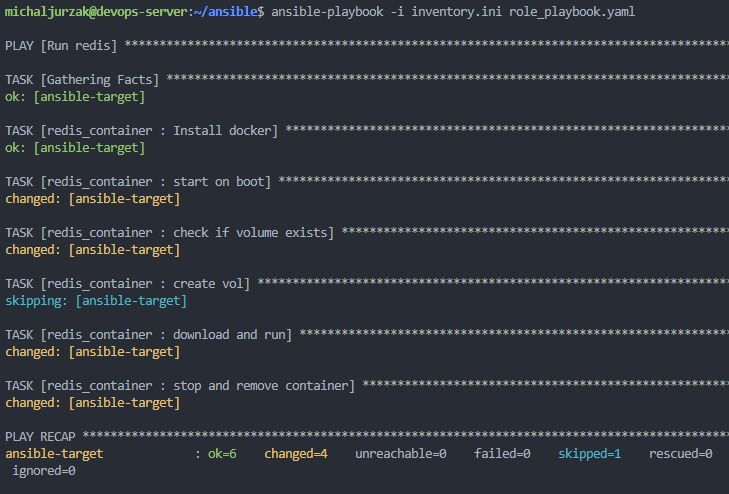 michaljurzak@devops-server:~/ansible$ ansible-playbook -i inventory.ini role_playbook.yaml
PLAY [Run redis] ****************************************************************************************
TASK [Gathering Facts] **********************************************************************************
ok: [ansible-target]
TASK [redis_container : Install docker] *****************************************************************
ok: [ansible-target]
TASK [redis_container : start on boot] ******************************************************************
changed: [ansible-target]
TASK [redis_container : check if volume exists] *********************************************************
changed: [ansible-target]
TASK [redis_container : create vol] *********************************************************************
skipping: [ansible-target]
TASK [redis_container : download and run] ***************************************************************
changed: [ansible-target]
TASK [redis_container : stop and remove container] ******************************************************
changed: [ansible-target]
PLAY RECAP **********************************************************************************************
ansible-target             : ok=6    changed=4    unreachable=0    failed=0    skipped=1    rescued=0
ignored=0